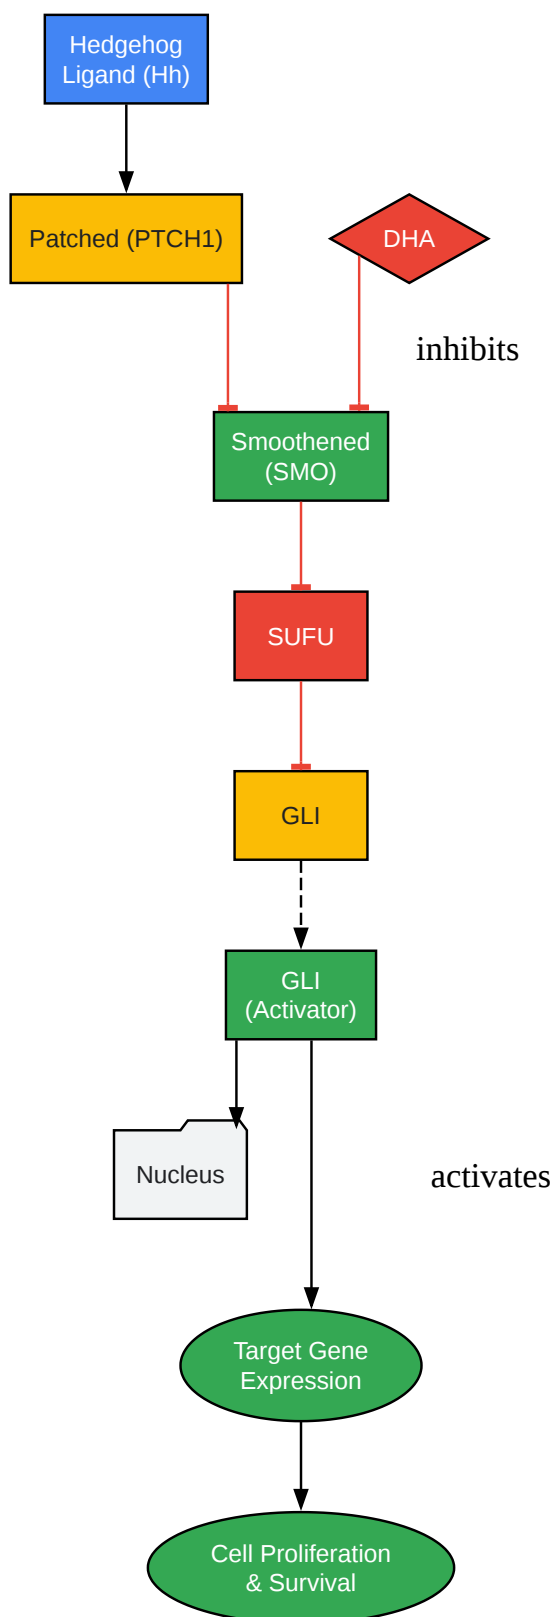 Hedgehog
Ligand (Hh)
Patched (PTCH1)
DHA
inhibits
Smoothened
(SMO)
SUFU
GLI
GLI
(Activator)
Nucleus
activates
Target Gene
Expression
Cell Proliferation
& Survival